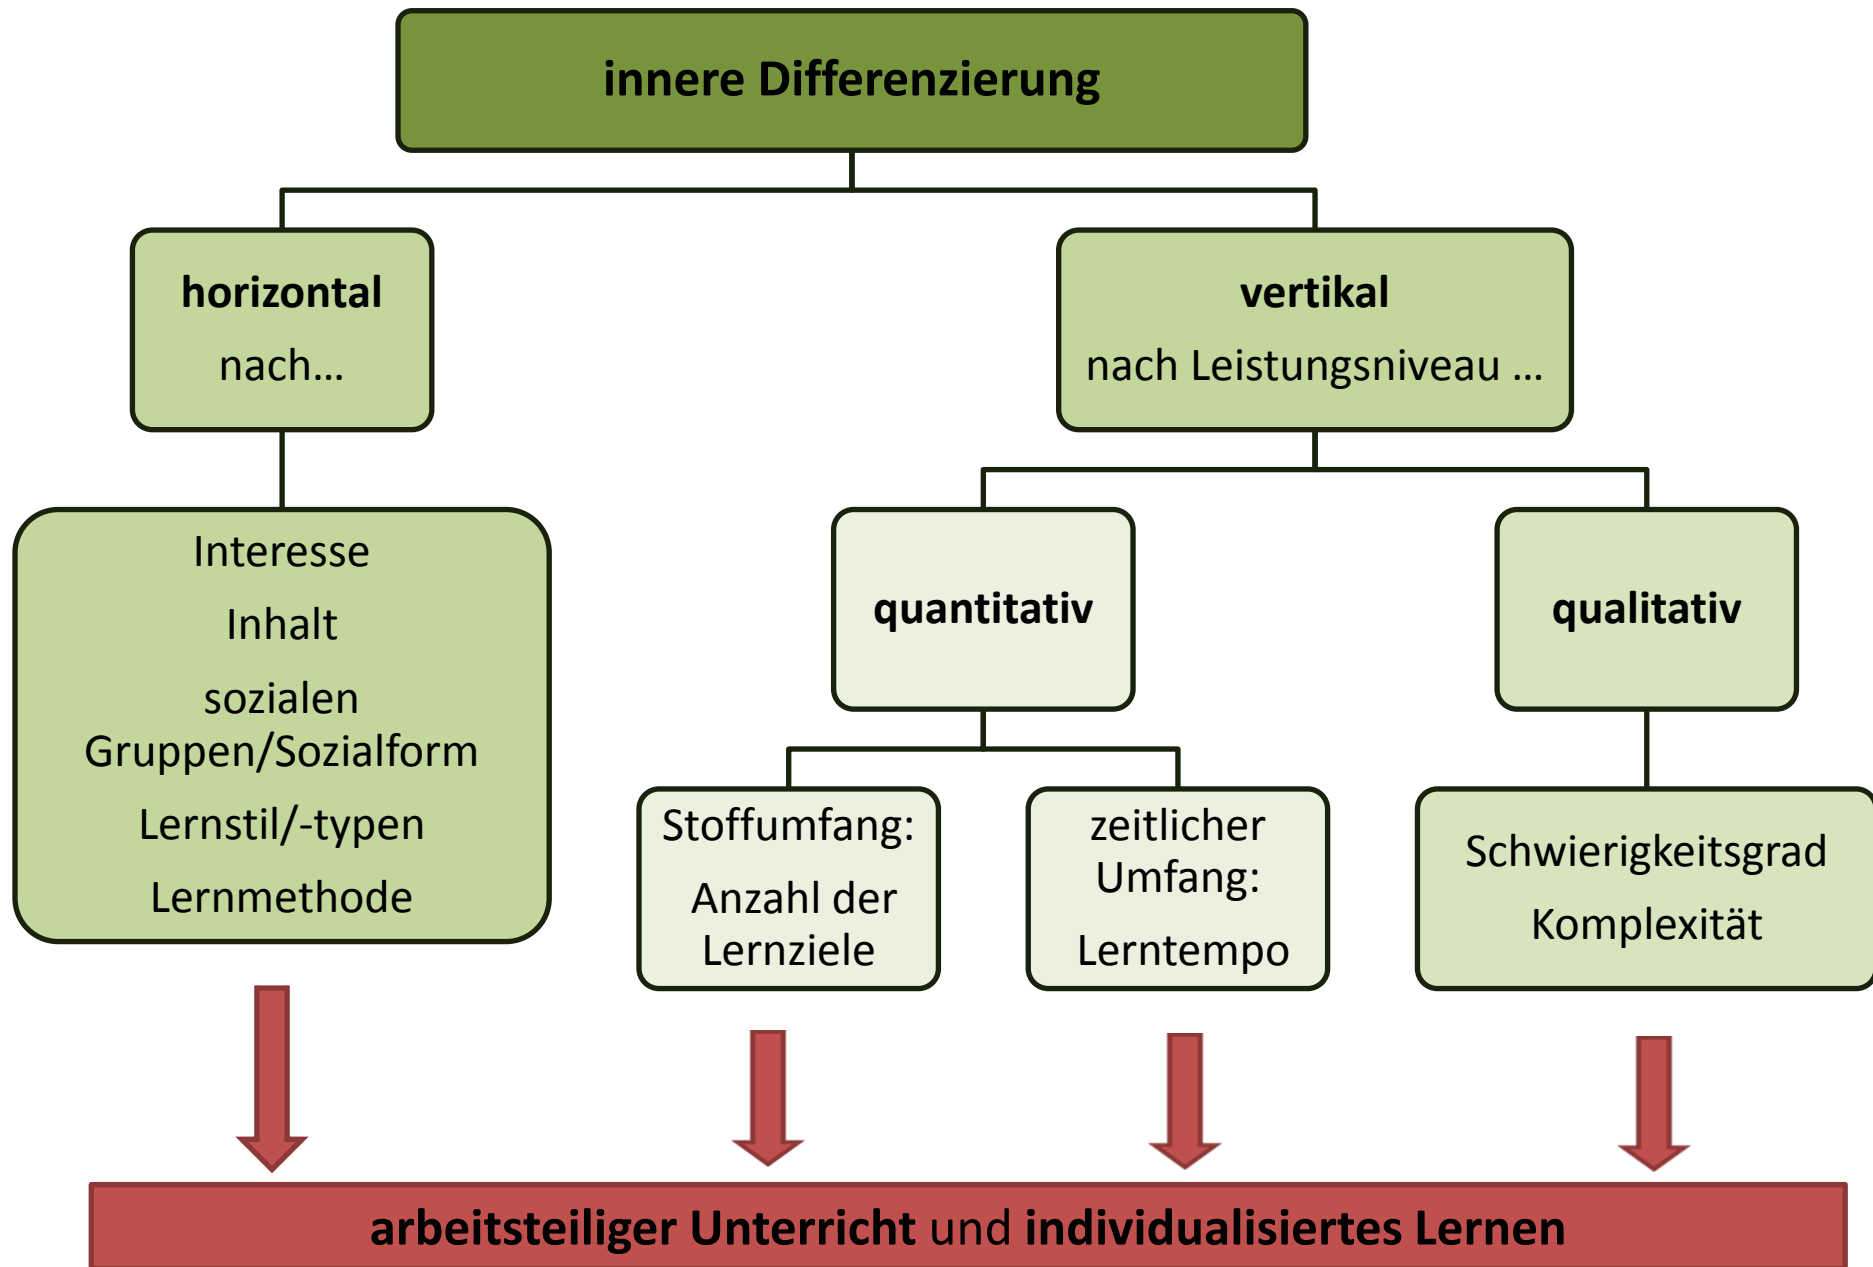 innere Differenzierung
horizontal
nach...
vertikal
nach Leistungsniveau ...
Interesse
Inhalt
sozialen
Gruppen/Sozialform
Lernstil/-typen
Lernmethode
quantitativ
qualitativ
Stoffumfang:
Anzahl der
Lernziele
zeitlicher
Umfang:
Lerntempo
Schwierigkeitsgrad
Komplexität
arbeitsteiliger Unterricht und individualisiertes Lernen